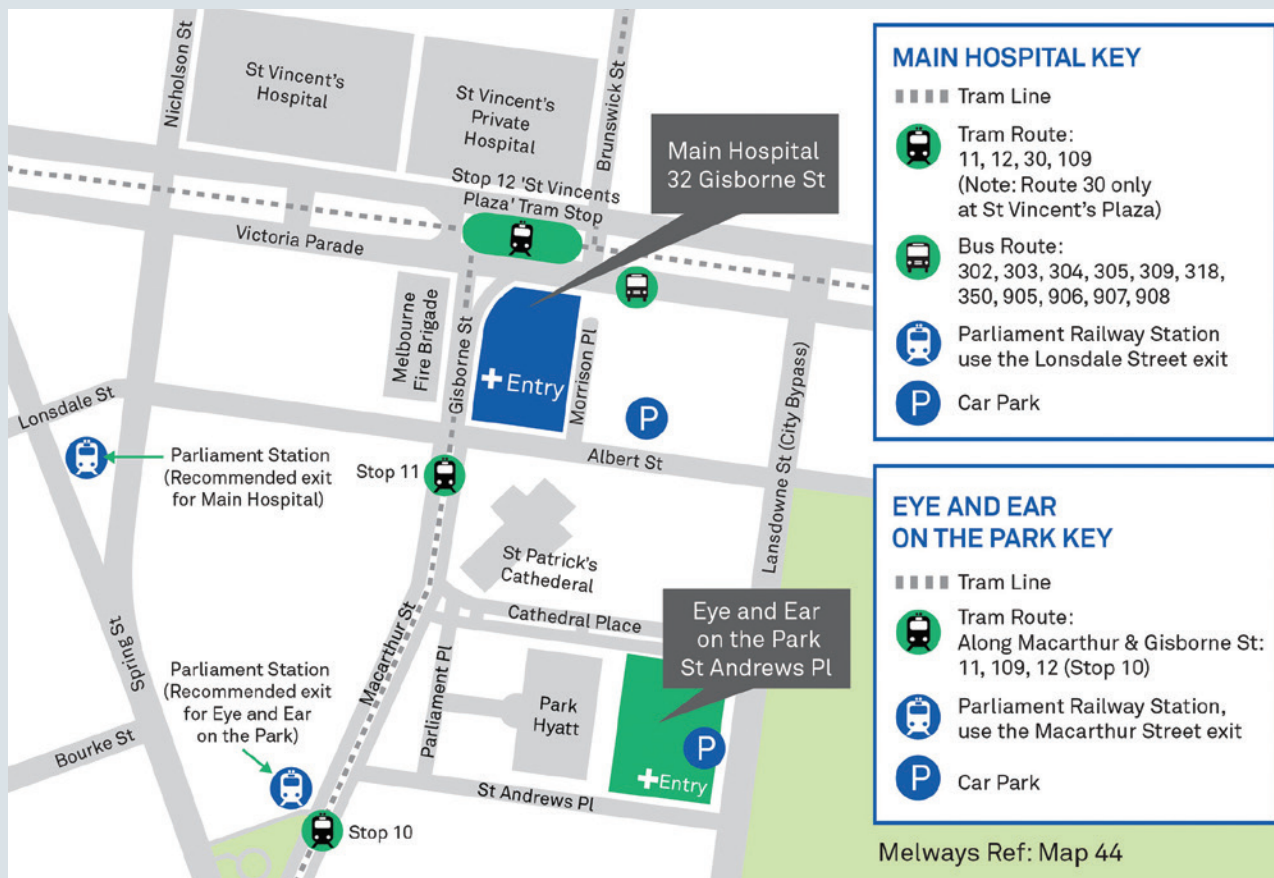 Nicholson St
St Vincent's
Hospital
St Vincent's
Private
Hospital
Brunswick St
Main Hospital
32 Gisborne St
Stop 12 'St Vincents
Plaza' Tram Stop
Victoria Parade
Melbourne
Fire Brigade
Gisborne St
Entry
Morrison Pl
P
Lansdowne St (City Bypass)
Lonsdale St
Albert St
Parliament Station
(Recommended exit
for Main Hospital)
Stop 11
St Patrick's
Cathederal
Cathedral Place
Eye and Ear
on the Park
St Andrews Pl
Spring St
Macarthur St
Parliament Pl
Parliament Station
(Recommended exit
for Eye and Ear
on the Park)
Park
Hyatt
P
Entry
Bourke St
St Andrews Pl
Stop 10
MAIN HOSPITAL KEY
Tram Line
Tram Route:
11, 12, 30, 109
(Note: Route 30 only
at St Vincent's Plaza)
Bus Route:
302, 303, 304, 305, 309, 318,
350, 905, 906, 907, 908
Parliament Railway Station
use the Lonsdale Street exit
P
Car Park
EYE AND EAR
ON THE PARK KEY
Tram Line
Tram Route:
Along Macarthur & Gisborne St:
11, 109, 12 (Stop 10)
Parliament Railway Station,
use the Macarthur Street exit
P
Car Park
Melways Ref: Map 44